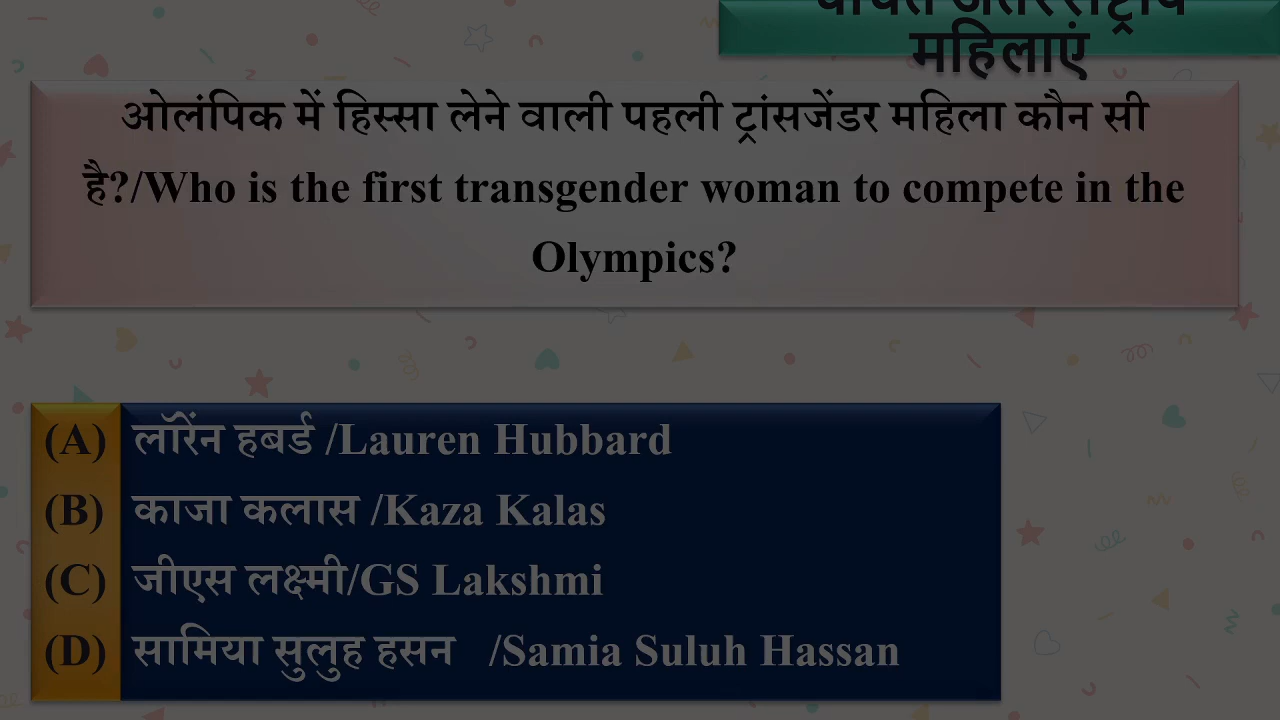 महिलाएं
ओलंपिक में हिस्सा लेने वाली पहली ट्रांसजेंडर महिला कौन सी
है?/Who is the first transgender woman to compete in the
Olympics?
(A) लॉरेंन हबर्ड /Lauren Hubbard
(B) काजा कलास /Kaza Kalas
(C) जीएस लक्ष्मी/GS Lakshmi
(D) सामिया सुलुह हसन /Samia Suluh Hassan